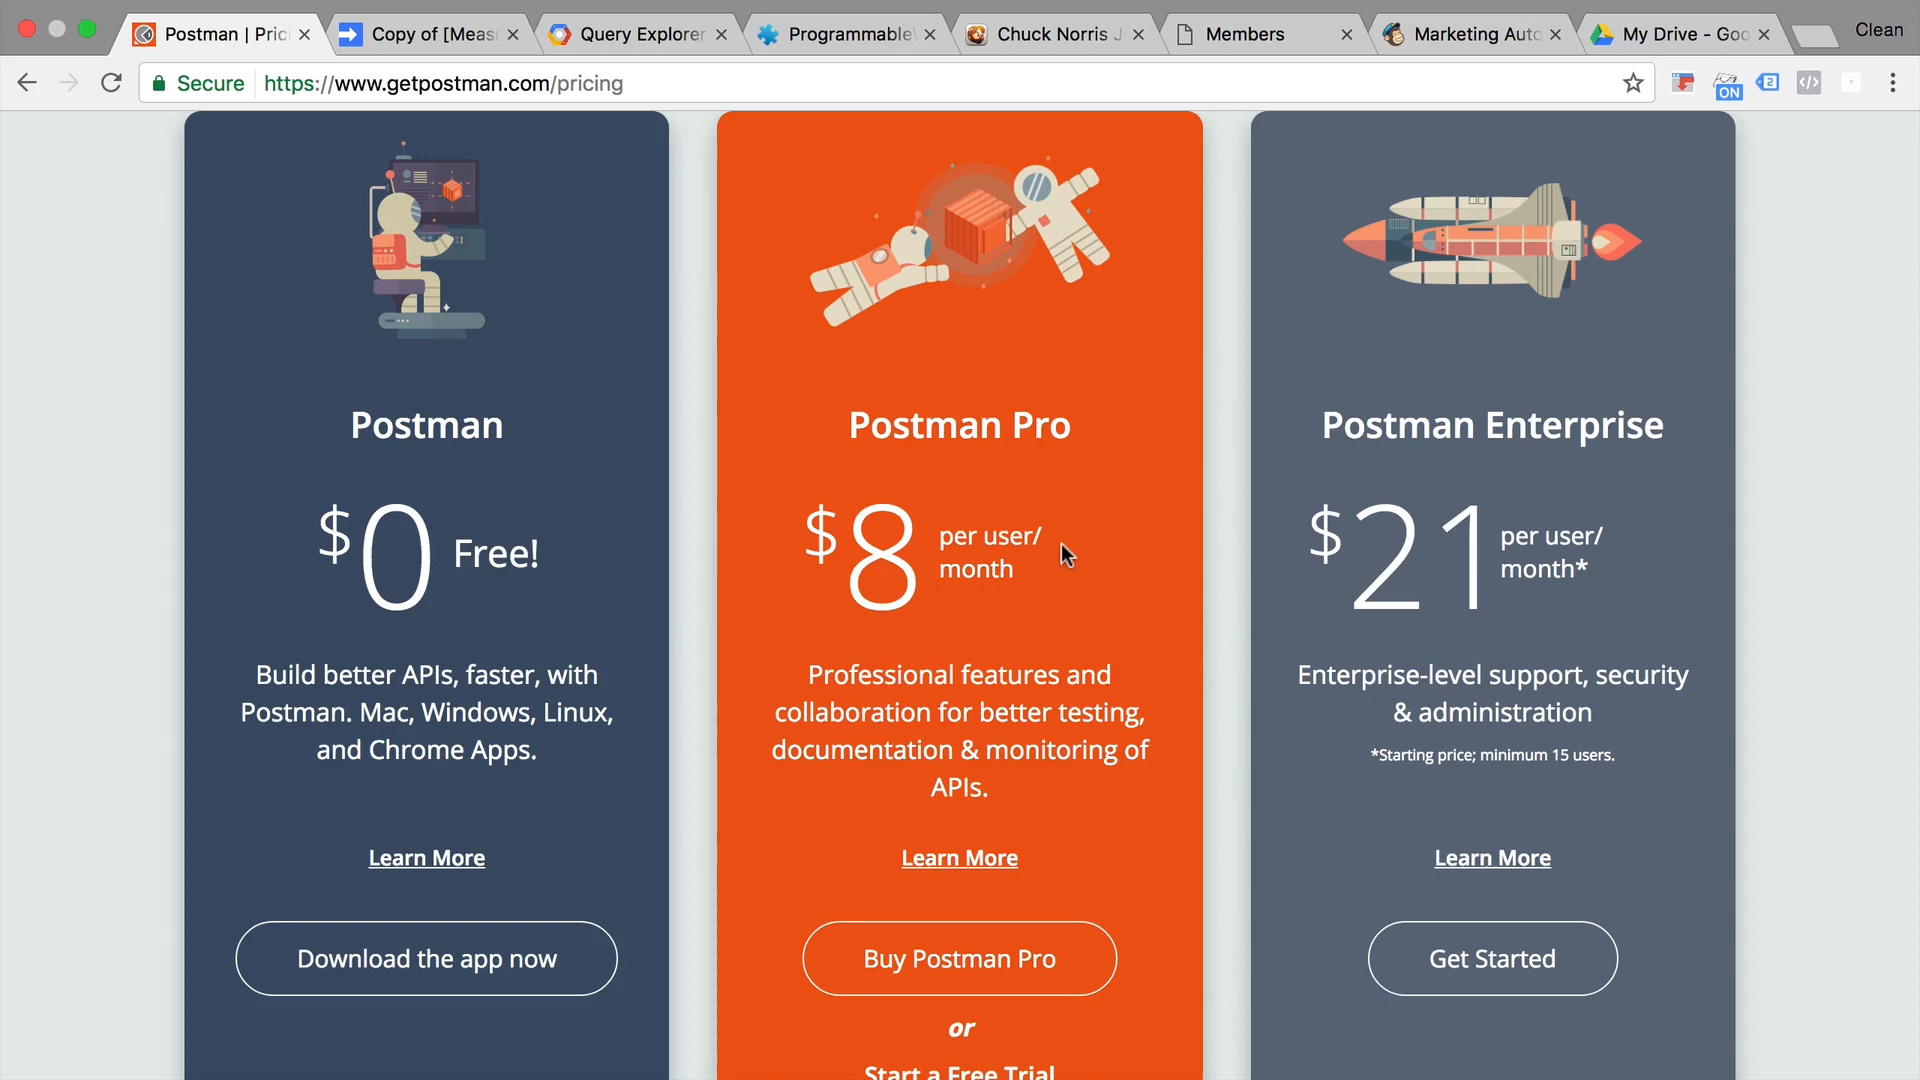 Postman | Prici
Copy of [Meas
Query Explorer
Programmable
Chuck Norris J
Members
Marketing Auto
My Drive - Goo
Clean
Secure
https://www.getpostman.com/pricing
ON
2
</>
Postman
$0 Free!
Build better APIs, faster, with
Postman. Mac, Windows, Linux,
and Chrome Apps.
Learn More
Download the app now
Postman Pro
$8 per user/
month
Professional features and
collaboration for better testing,
documentation & monitoring of
APIs.
Learn More
Buy Postman Pro
or
Start a Free Trial
Postman Enterprise
$21 per user/
month*
Enterprise-level support, security
& administration
*Starting price; minimum 15 users.
Learn More
Get Started